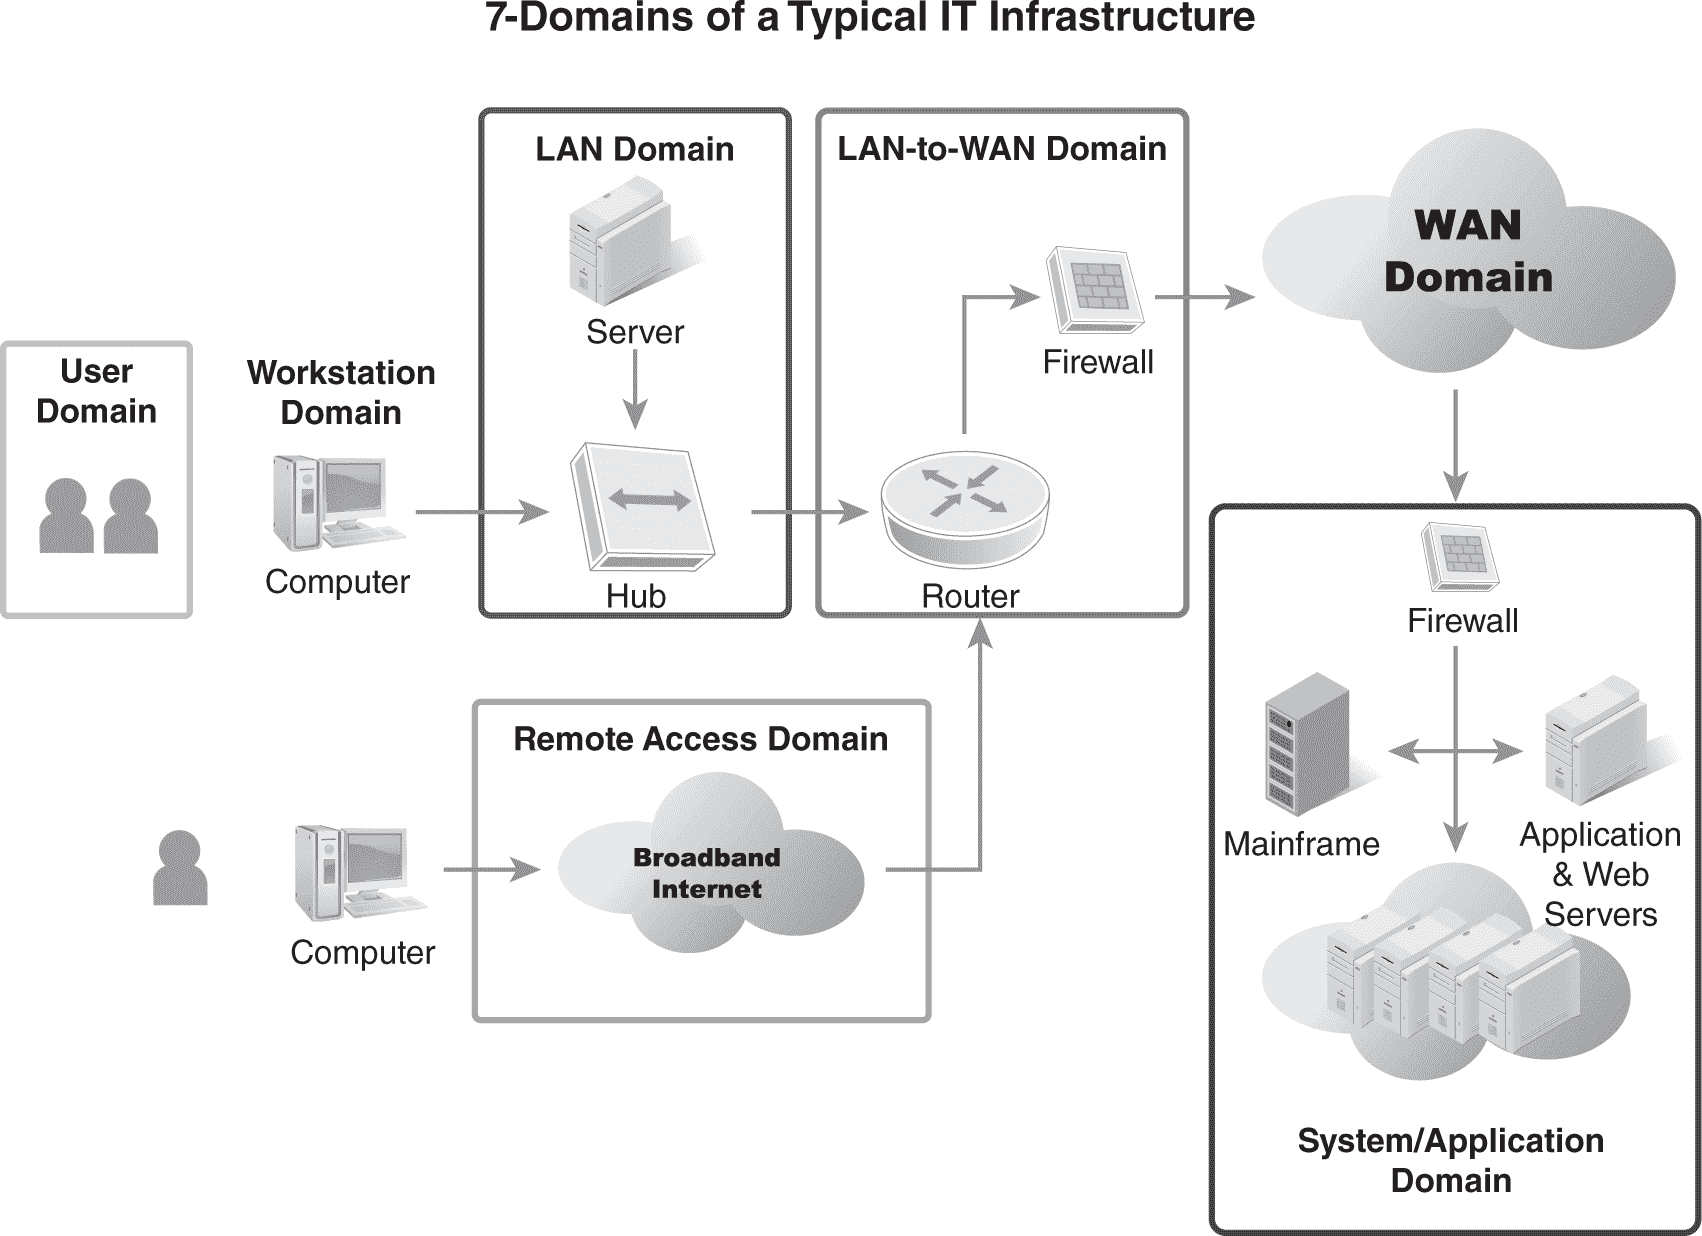 7-Domains of a Typical IT Infrastructure
User
Domain
Workstation
Domain
Computer
LAN Domain
Server
Hub
LAN-to-WAN Domain
Firewall
Router
WAN
Domain
Remote Access Domain
Broadband
Internet
Computer
Firewall
Mainframe
Application
& Web
Servers
System/Application
Domain